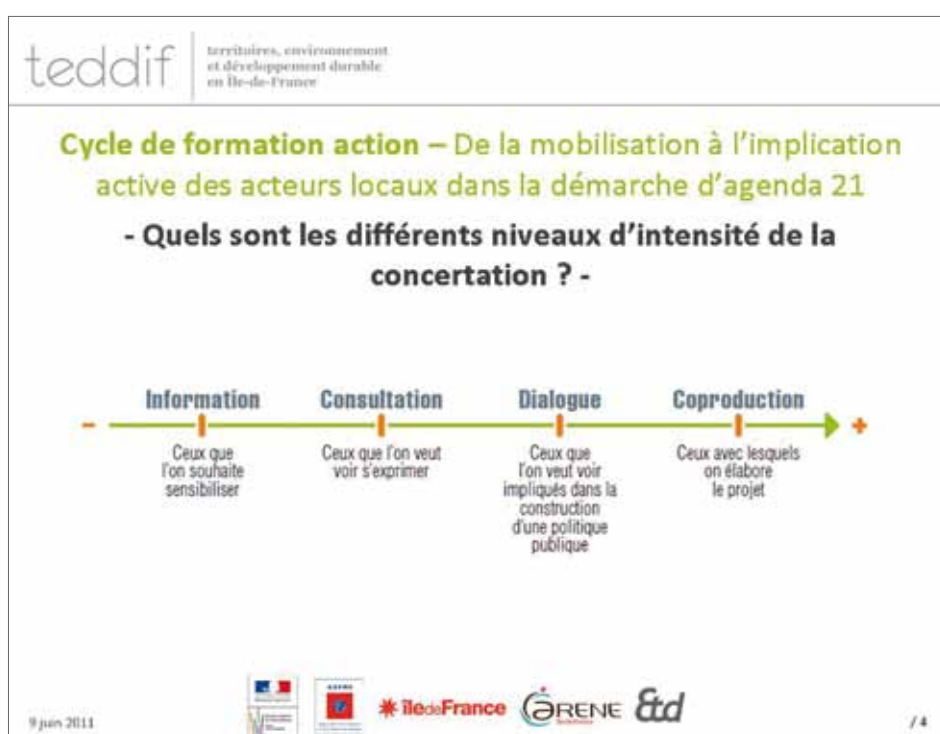 teddif
territoires, environnement
et développement durable
en Île-de-France
Cycle de formation action – De la mobilisation à l'implication
active des acteurs locaux dans la démarche d'agenda 21
- Quels sont les différents niveaux d'intensité de la
concertation ? -
- Information Consultation Dialogue Coproduction +
Ceux que
l'on souhaite
sensibiliser
Ceux que l'on veut
voir s'exprimer
Ceux que
l'on veut voir
impliqués dans la
construction
d'une politique
publique
Ceux avec lesquels
on élabore
le projet
9 juin 2011
ADEME
îledeFrance
ARENE
Etd
/ 4